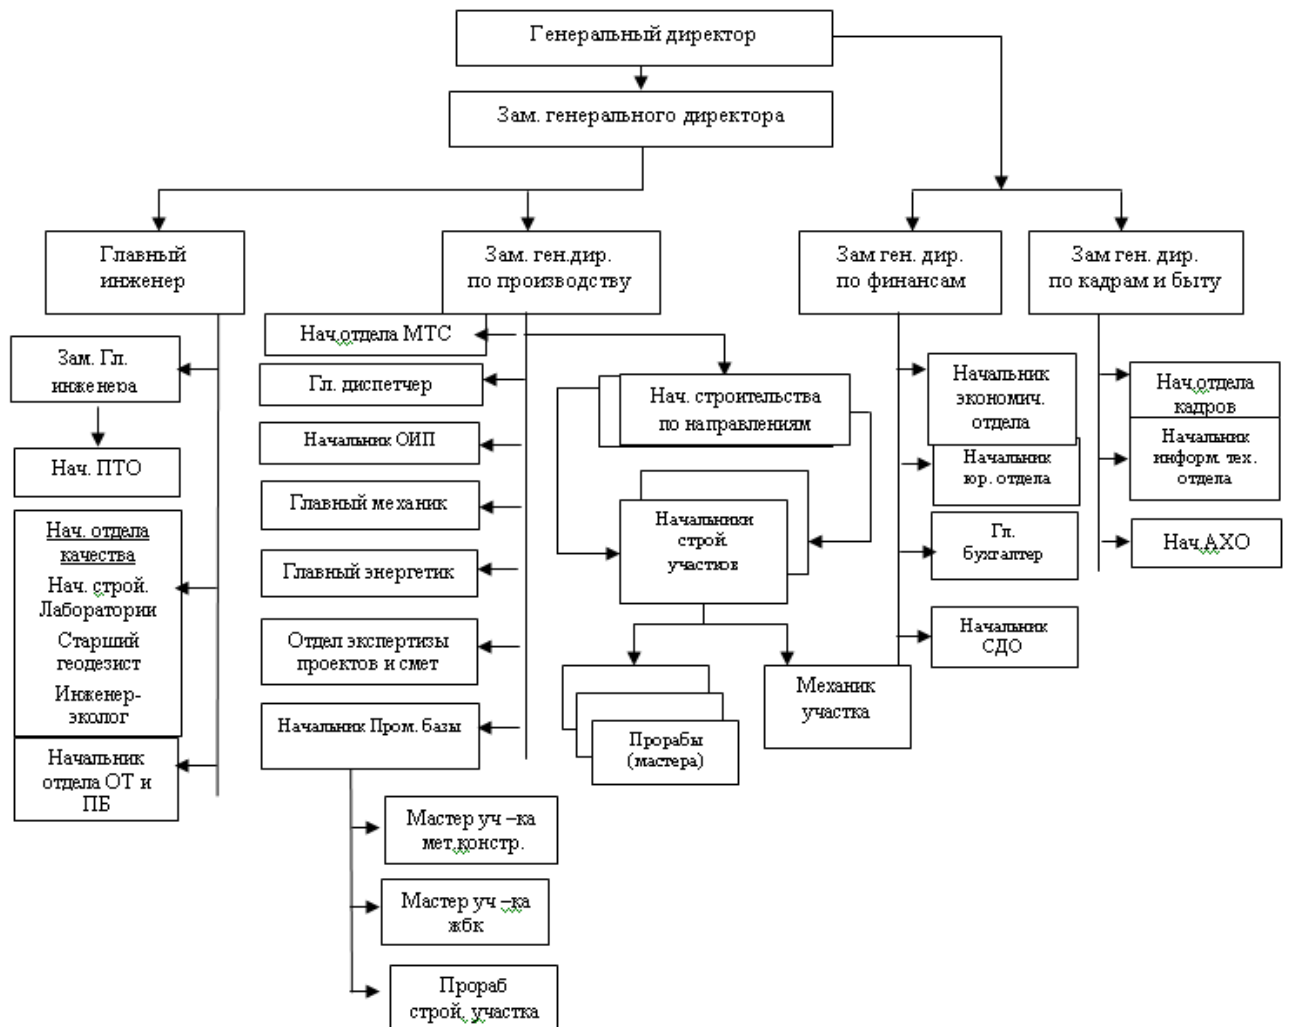 Генеральный директор
Зам. генерального директора
Главный
инженер
Зам. ген.дир.
по производству
Зам ген. дир.
по финансам
Зам ген. дир.
по кадрам и быту
Зам. Гл.
инженера
Нач. ПТО
Нач. отдела
качества
Нач. строй.
Лаборатории
Старший
геодезист
Инженер-
эколог
Начальник
отдела ОТ и
ПБ
Нач.отдела МТС
Гл. диспетчер
Начальник ОИП
Главный механик
Главный энергетик
Отдел экспертизы
проектов и смет
Начальник Пром. базы
Мастер уч –ка
мет.констр.
Мастер уч –ка
жбк
Прораб
строй. участка
Нач. строительства
по направлениям
Начальники
строй.
участков
Прорабы
(мастера)
Механик
участка
Начальник
экономич.
отдела
Начальник
юр. отдела
Гл.
бухгалтер
Начальник
СДО
Нач.отдела
кадров
Начальник
информ. тех.
отдела
Нач.АХО